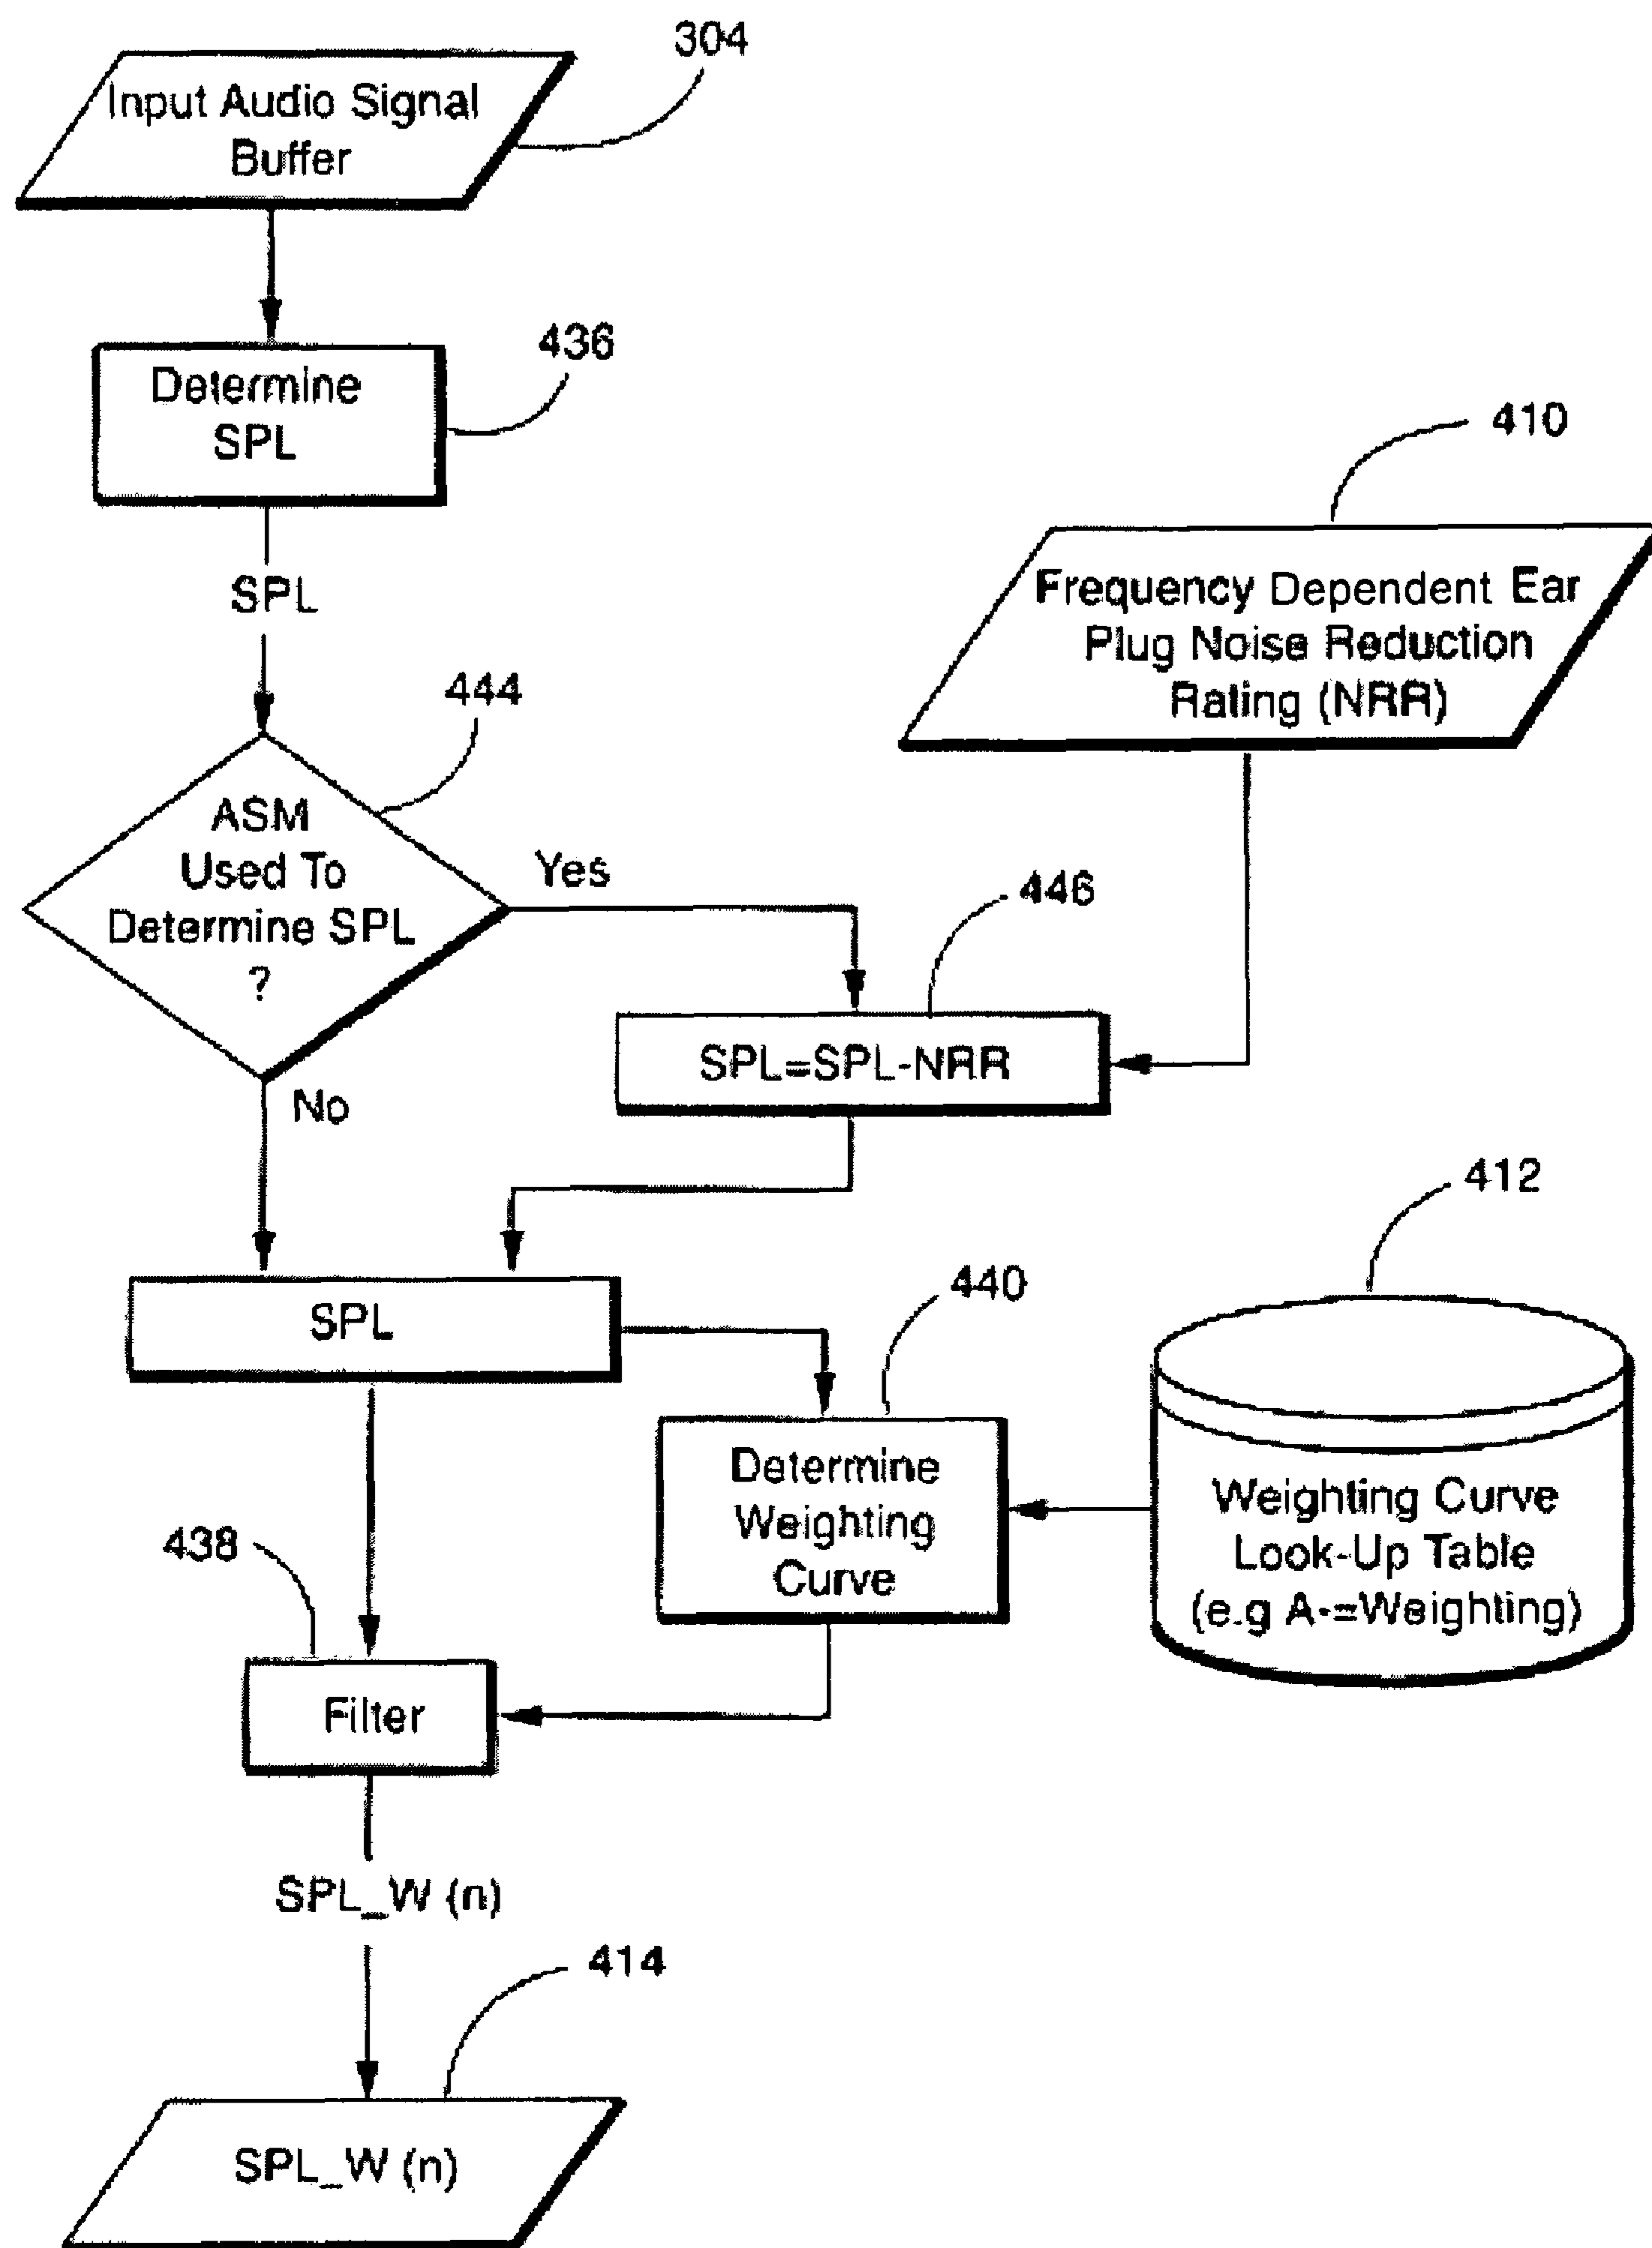 304
Input Audio Signal
Buffer
436
Determine
SPL
410
SPL
Frequency Dependent Ear
Plug Noise Reduction
Rating (NRR)
444
ASM
Used To
Determine SPL
?
Yes
446
SPL=SPL-NRR
No
412
440
SPL
Determine
Weighting
Curve
Weighting Curve
Look-Up Table
(e.g A-=Weighting)
438
Filter
SPL_W (n)
414
SPL_W (n)